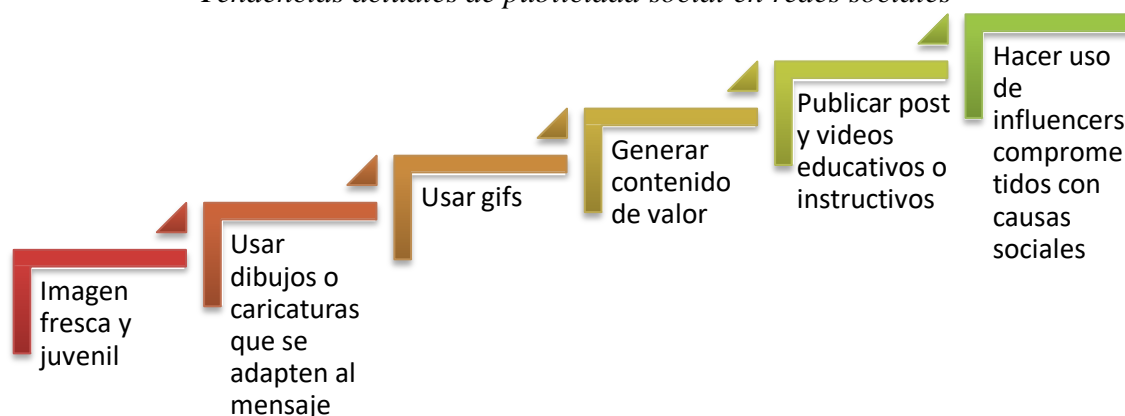 Tendencias actuales de publicidad social en redes sociales
Imagen
fresca y
juvenil
Usar
dibujos o
caricaturas
que se
adapten al
mensaje
Usar gifs
Generar
contenido
de valor
Publicar post
y videos
educativos o
instructivos
Hacer uso
de
influencers
comprome
tidos con
causas
sociales